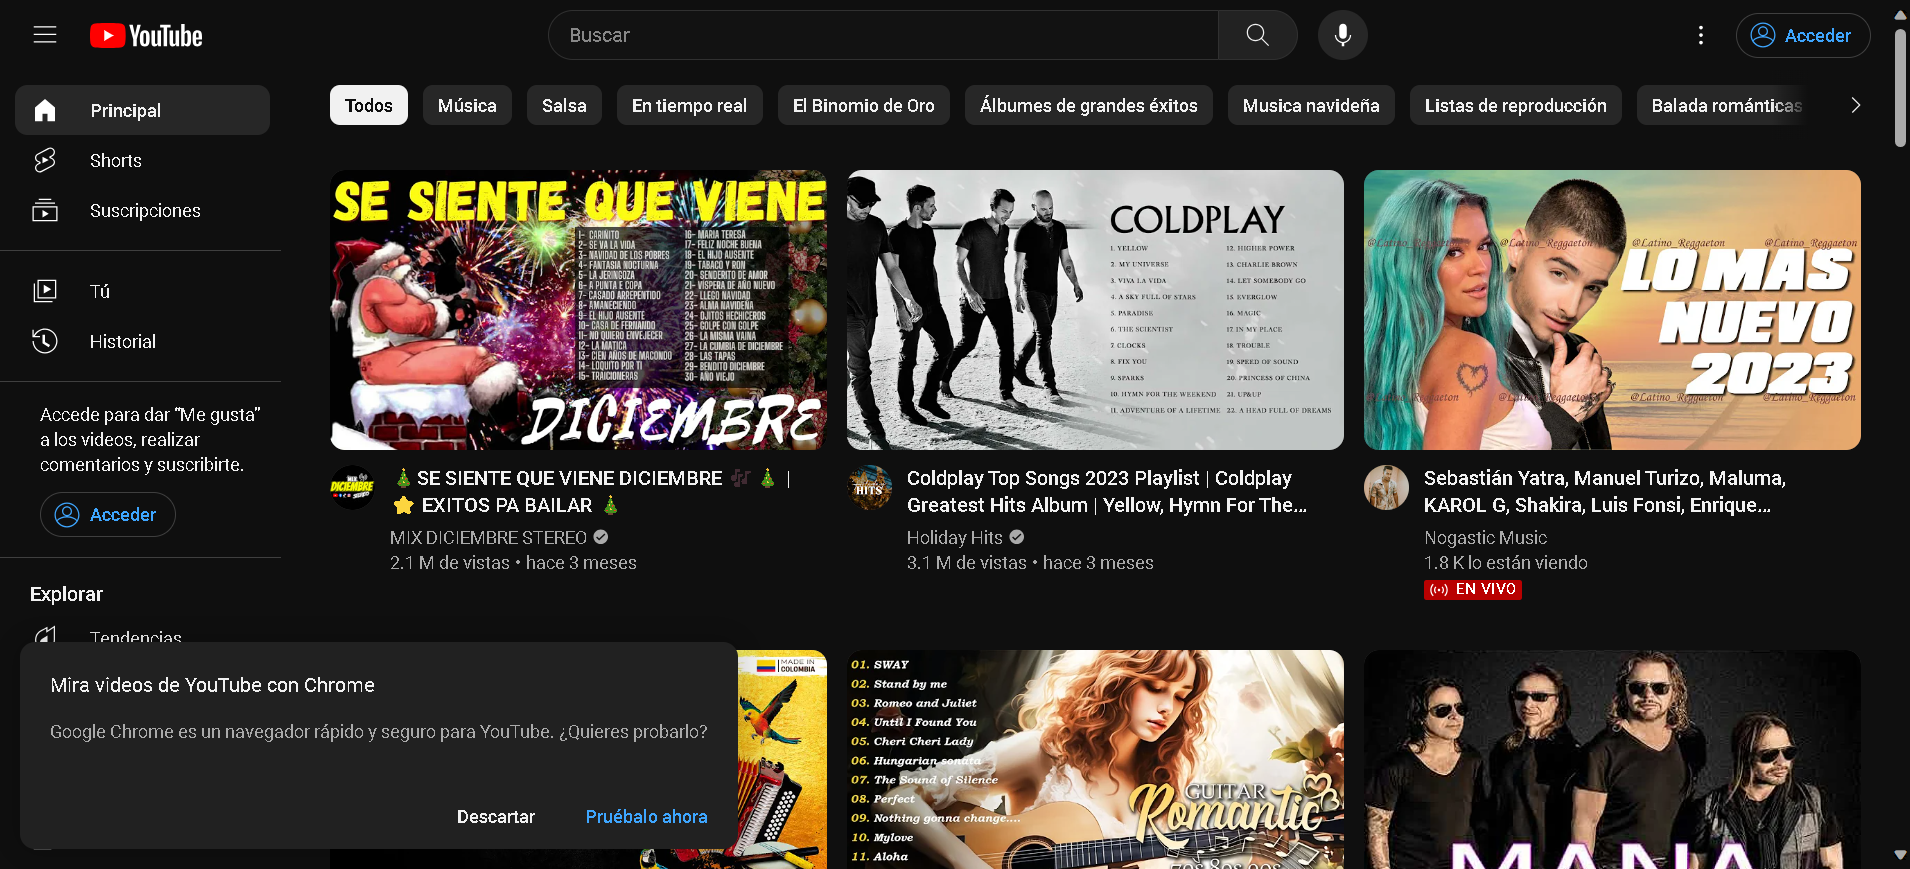 YouTube
Buscar
Acceder
Principal
Shorts
Suscripciones
Tú
Historial
Accede para dar “Me gusta”
a los videos, realizar
comentarios y suscribirte.
Acceder
Explorar
Tendencias
Todos
Música
Salsa
En tiempo real
El Binomio de Oro
Álbumes de grandes éxitos
Musica navideña
Listas de reproducción
Balada románticas
SE SIENTE QUE VIENE
1- CARIÑITO
2- SE VA LA VIDA
3- NAVIDAD DE LOS POBRES
4- FANTASIA NOCTURNA
5- LA JERINGOZA
6- A PUNTA E COPA
7- CASADO ARREPENTIDO
8- AMANECIENDO
9- EL HIJO AUSENTE
10- CASA DE FERNANDO
11- NO QUIERO ENVEJECER
12- LA MATICA
13- CIEN AÑOS DE MACONDO
14- LOQUITO POR TI
15- TRAICIONERAS
16- MARIA TERESA
17- FELIZ NOCHE BUENA
18- EL HIJO AUSENTE
19- TABACO Y RON
20- SENDERITO DE AMOR
21- VISPERA DE AÑO NUEVO
22- LLEGO NAVIDAD
23- ALMA NAVIDEÑA
24- OJITOS HECHICEROS
25- GOLPE CON GOLPE
26- LA MISMA VAINA
27- LA CUMBIA DE DICIEMBRE
28- LAS TAPAS
29- BENDITO DICIEMBRE
30- AÑO VIEJO
DICIEMBRE
MIX
DICIEMBRE
STEREO
🎄 SE SIENTE QUE VIENE DICIEMBRE 🎶 🎄 |
⭐ EXITOS PA BAILAR 🎄
MIX DICIEMBRE STEREO
2.1 M de vistas • hace 3 meses
COLDPLAY
1. YELLOW
2. MY UNIVERSE
3. VIVA LA VIDA
4. A SKY FULL OF STARS
5. PARADISE
6. THE SCIENTIST
7. CLOCKS
8. FIX YOU
9. SPARKS
10. HYMN FOR THE WEEKEND
11. ADVENTURE OF A LIFETIME
12. HIGHER POWER
13. CHARLIE BROWN
14. LET SOMEBODY GO
15. EVERGLOW
16. MAGIC
17. IN MY PLACE
18. TROUBLE
19. SPEED OF SOUND
20. PRINCESS OF CHINA
21. UP&UP
22. A HEAD FULL OF DREAMS
HITS
Coldplay Top Songs 2023 Playlist | Coldplay
Greatest Hits Album | Yellow, Hymn For The...
Holiday Hits
3.1 M de vistas • hace 3 meses
@Latino_Reggaeton @Latino_Reggaeton @Latino_Reggaeton @Latino_Reggaeton
LO MAS
NUEVO
2023
@Latino_Reggaeton @Latino_Reggaeton @Latino_Reggaeton @Latino_Reggaeton
Sebastián Yatra, Manuel Turizo, Maluma,
KAROL G, Shakira, Luis Fonsi, Enrique...
Nogastic Music
1.8 K lo están viendo
EN VIVO
MADE IN
COLOMBIA
01. SWAY
02. Stand by me
03. Romeo and Juliet
04. Until I Found You
05. Cheri Cheri Lady
06. Hungarian sonata
07. The Sound of Silence
08. Perfect
09. Nothing gonna change....
10. Mylove
11. Aloha
GUITAR
Romantic
70s 80s 90s
MANA
Mira videos de YouTube con Chrome
Google Chrome es un navegador rápido y seguro para YouTube. ¿Quieres probarlo?
Descartar
Pruébalo ahora